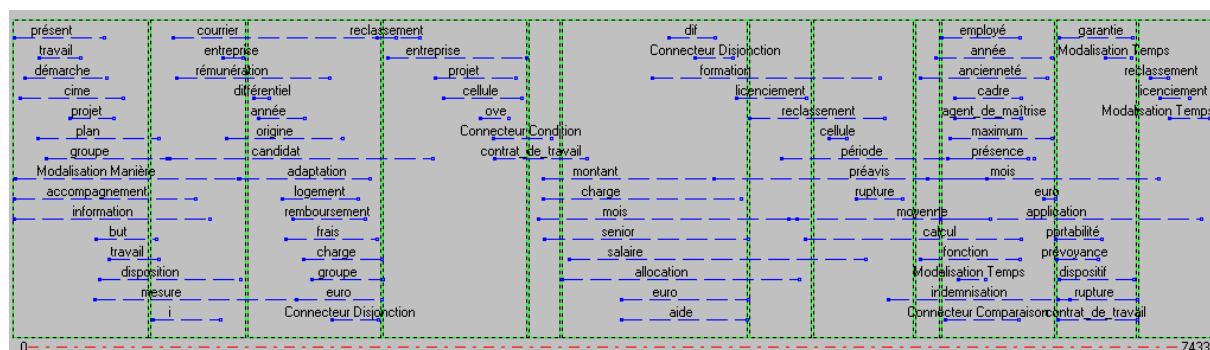 présent courrier reclassement dif employé garantie
travail entreprise entreprise Connecteur Disjonction année Modalisation Temps
démarche rémunération projet formation ancienneté reclassement
cime différentiel cellule licenciement cadre icenciement
projet année ove reclassement agent_de_maîtrise Modalisation Temps
plan origine Connecteur Condition cellule maximum
groupe candidat contrat_de_travail période présence
Modalisation Manière adaptation montant préavis mois
accompagnement logement charge rupture euro
information remboursement mois moyenne application
but frais senior calcul portabilité
travail charge salaire fonction prévoyance
disposition groupe allocation Modalisation Temps dispositif
mesure euro euro indemnisation rupture
i Connecteur Disjonction aide Connecteur Comparaison contrat_de_travail
0 7433